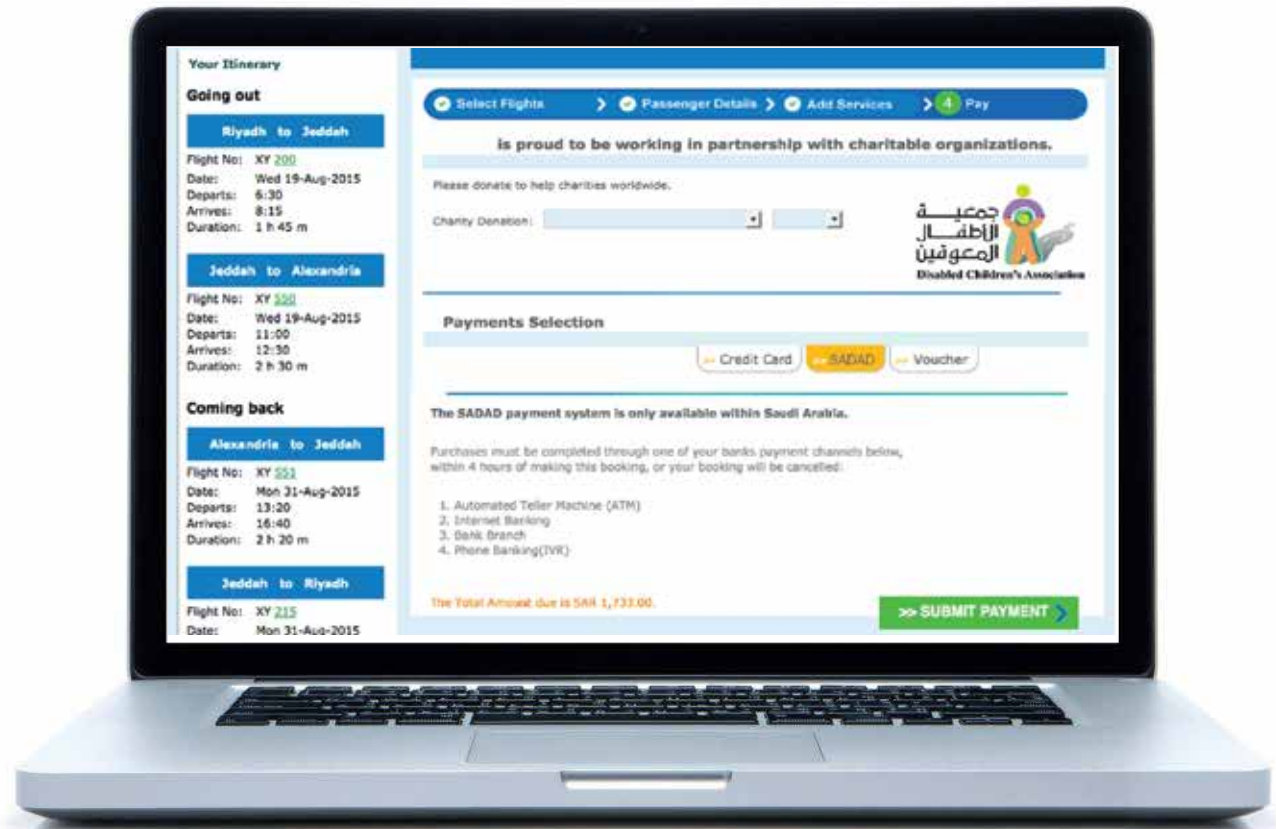 Your Itinerary
Going out
Riyadh to Jeddah
Flight No: XY 200
Date: Wed 19-Aug-2015
Departs: 6:30
Arrives: 8:15
Duration: 1 h 45 m
Jeddah to Alexandria
Flight No: XY 550
Date: Wed 19-Aug-2015
Departs: 11:00
Arrives: 12:30
Duration: 2 h 30 m
Coming back
Alexandria to Jeddah
Flight No: XY 551
Date: Mon 31-Aug-2015
Departs: 13:20
Arrives: 16:40
Duration: 2 h 20 m
Jeddah to Riyadh
Flight No: XY 215
Date: Mon 31-Aug-2015
Select Flights > Passenger Details > Add Services > 4 Pay
is proud to be working in partnership with charitable organizations.
Please donate to help charities worldwide.
Charity Donation:
جمعية
الأطفال
المعوقين
Disabled Children's Association
Payments Selection
>> Credit Card >> SADAD >> Voucher
The SADAD payment system is only available within Saudi Arabia.
Purchases must be completed through one of your banks payment channels below,
within 4 hours of making this booking, or your booking will be cancelled:
1. Automated Teller Machine (ATM)
2. Internet Banking
3. Bank Branch
4. Phone Banking(IVR)
The Total Amount due is SAR 1,733.00.
>> SUBMIT PAYMENT >